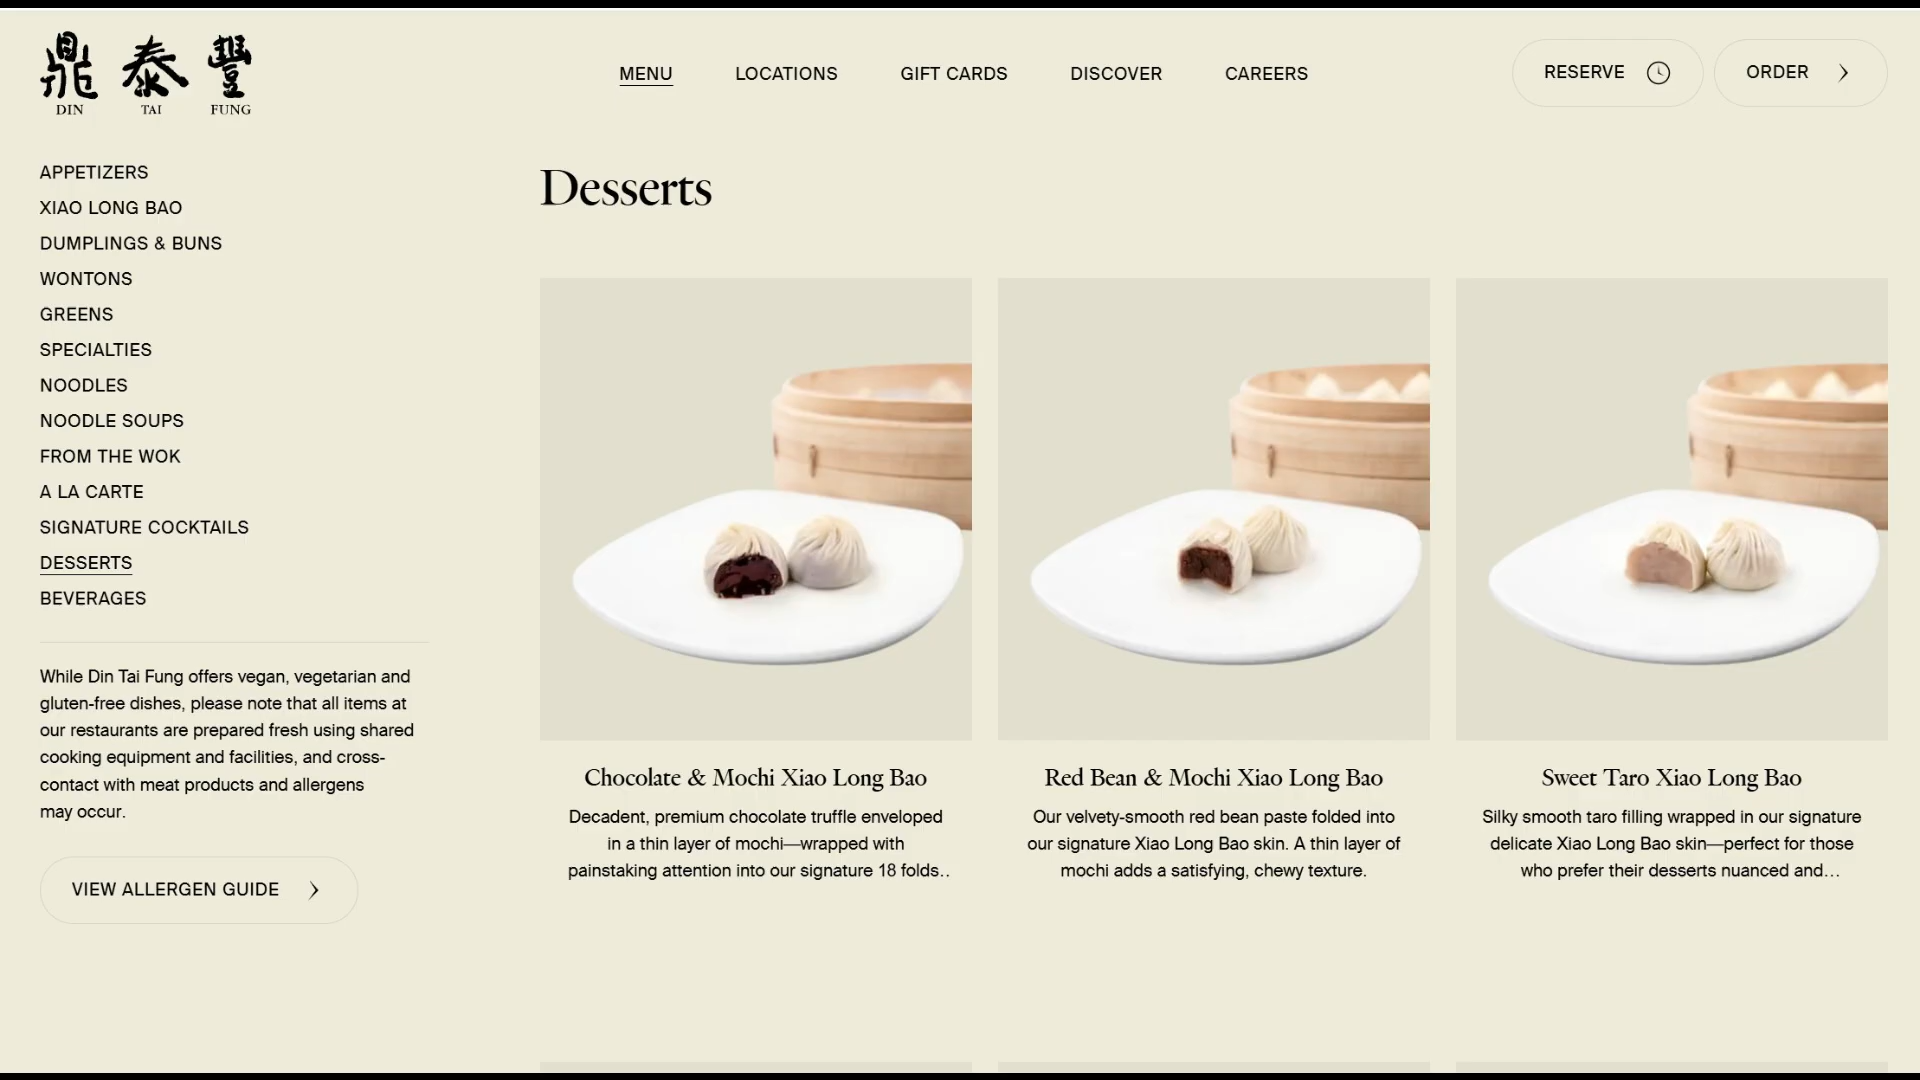 鼎 泰 豐
DIN TAI FUNG
MENU
LOCATIONS
GIFT CARDS
DISCOVER
CAREERS
RESERVE
ORDER
APPETIZERS
XIAO LONG BAO
DUMPLINGS & BUNS
WONTONS
GREENS
SPECIALTIES
NOODLES
NOODLE SOUPS
FROM THE WOK
A LA CARTE
SIGNATURE COCKTAILS
DESSERTS
BEVERAGES
While Din Tai Fung offers vegan, vegetarian and
gluten-free dishes, please note that all items at
our restaurants are prepared fresh using shared
cooking equipment and facilities, and cross-
contact with meat products and allergens
may occur.
VIEW ALLERGEN GUIDE
Desserts
Chocolate & Mochi Xiao Long Bao
Decadent, premium chocolate truffle enveloped
in a thin layer of mochi—wrapped with
painstaking attention into our signature 18 folds..
Red Bean & Mochi Xiao Long Bao
Our velvety-smooth red bean paste folded into
our signature Xiao Long Bao skin. A thin layer of
mochi adds a satisfying, chewy texture.
Sweet Taro Xiao Long Bao
Silky smooth taro filling wrapped in our signature
delicate Xiao Long Bao skin—perfect for those
who prefer their desserts nuanced and…